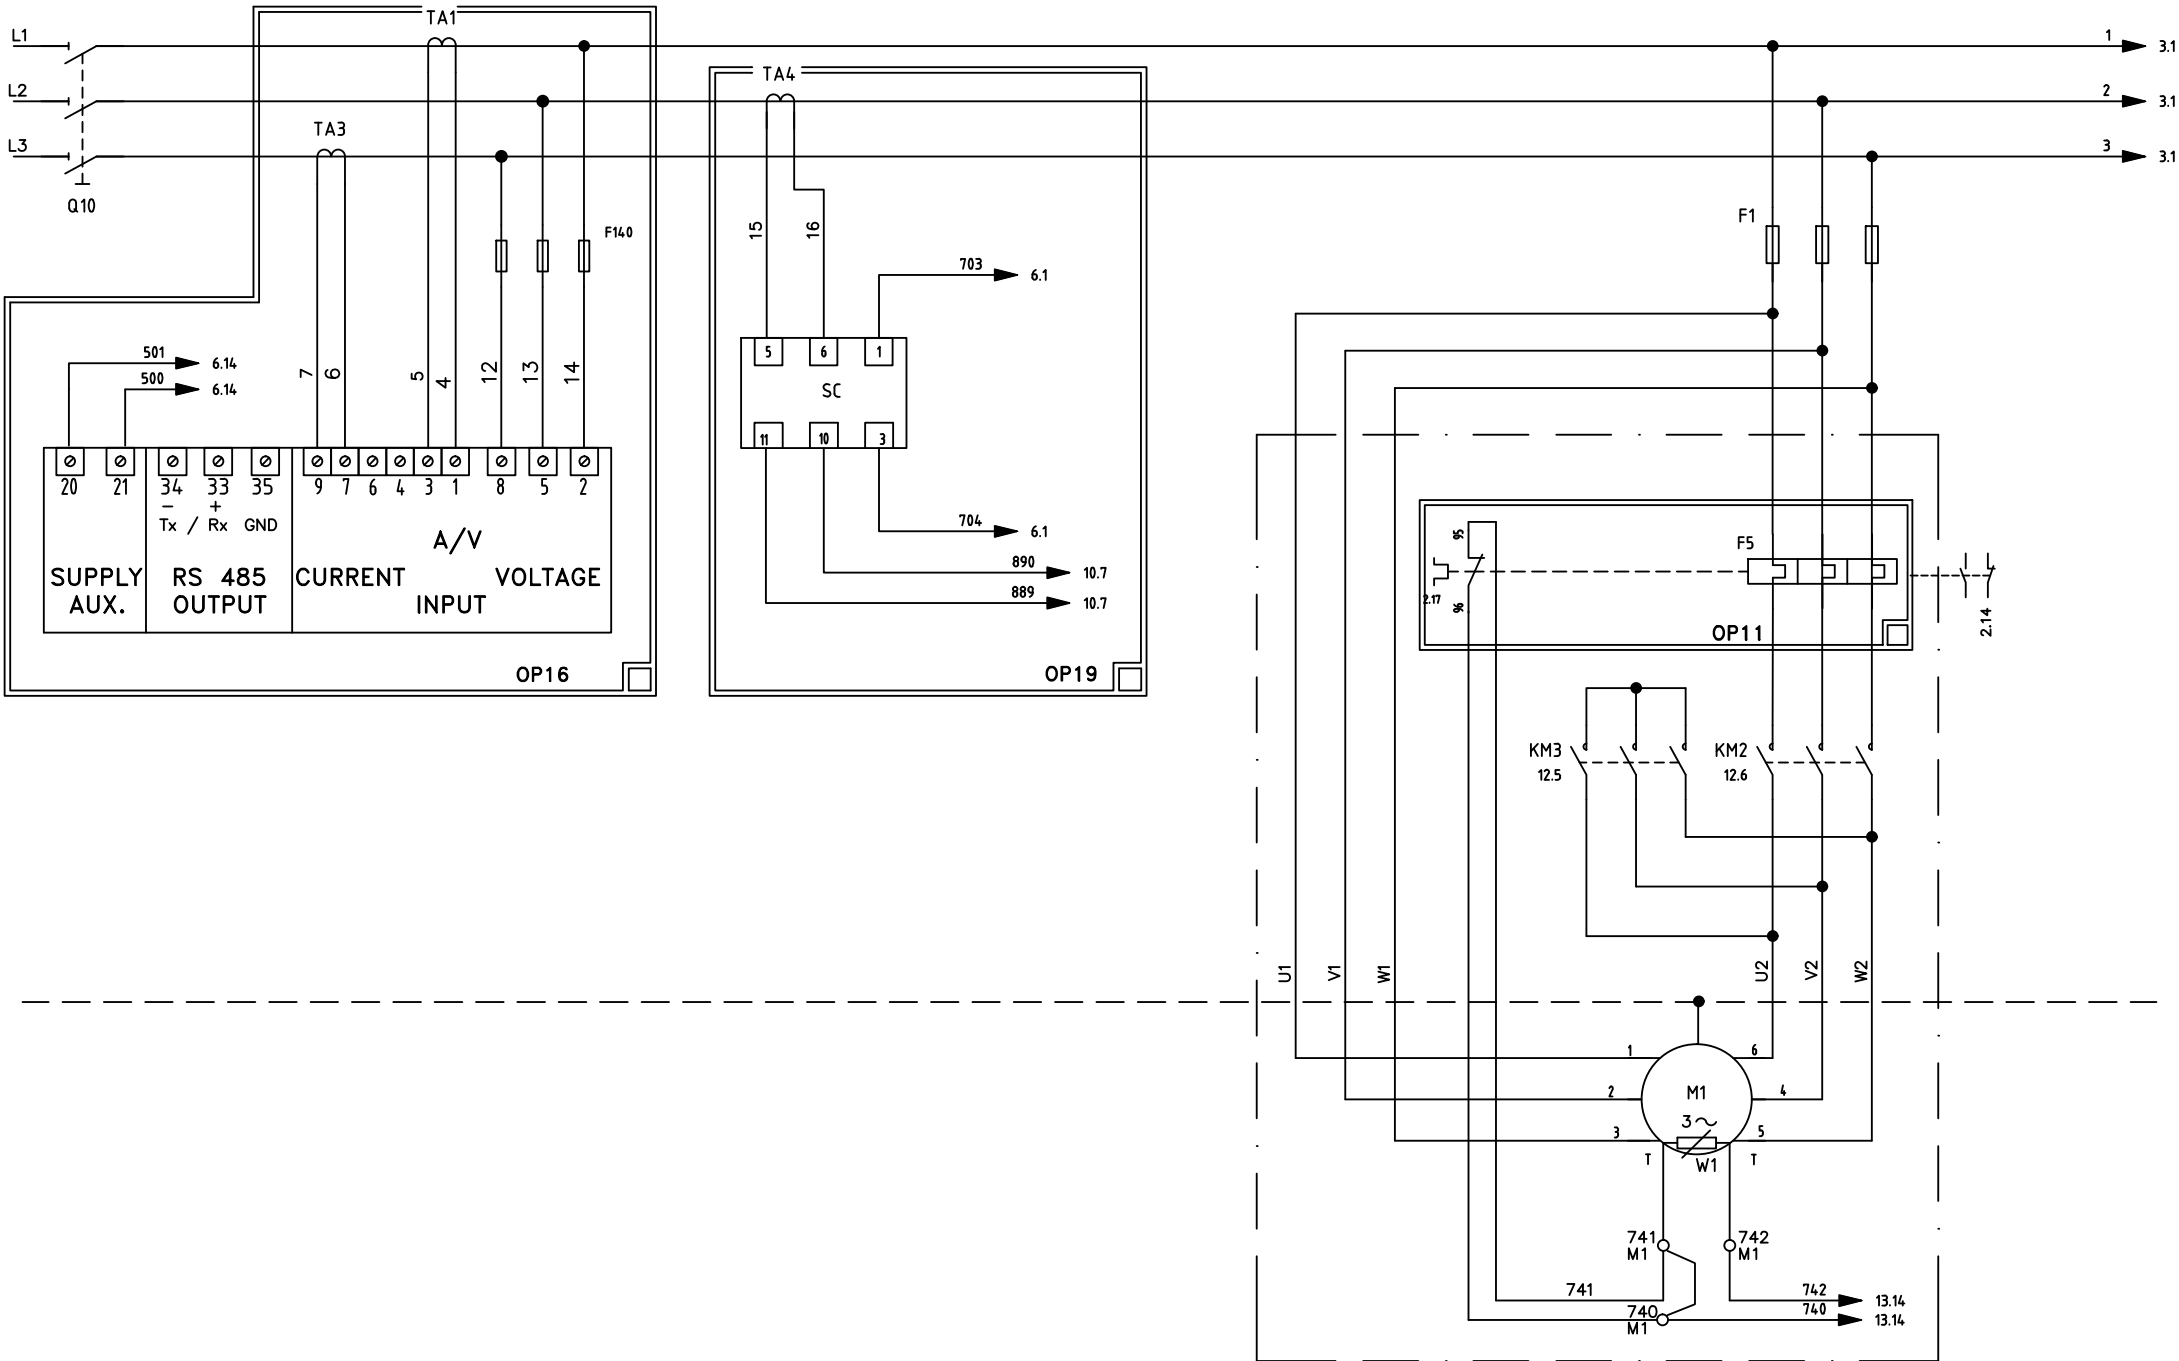 TA1
L1
1
3.1
TA4
L2
2
3.1
TA3
L3
3
3.1
Q10
F1
15
16
F140
703
6.1
501
6.14
500
6.14
7
6
5
4
12
13
14
5
6
1
SC
11
10
3
20
21
34
33
35
9
7
6
4
3
1
8
5
2
- +
Tx / Rx GND
704
6.1
A/V
95
F5
SUPPLY
AUX.
RS 485
OUTPUT
CURRENT
VOLTAGE
INPUT
890
10.7
889
10.7
2.17
96
2.14
OP11
OP16
OP19
KM3
12.5
KM2
12.6
U1
V1
W1
U2
V2
W2
1
6
2
M1
4
3
3~
5
T
W1
T
741
M1
742
M1
741
742
13.14
740
M1
740
13.14